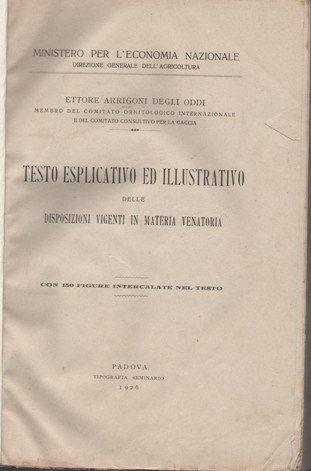 MINISTERO PER L'ECONOMIA NAZIONALE
DIREZIONE GENERALE DELL'AGRICOLTURA
ETTORE ARRIGONI DEGLI ODDI
MEMBRO DEL COMITATO ORNITOLOGICO INTERNAZIONALE
E DEL COMITATO CONSULTIVO PER LA CACCIA
TESTO ESPLICATIVO ED ILLUSTRATIVO
DELLE
DISPOSIZIONI VIGENTI IN MATERIA VENATORIA
CON 150 FIGURE INTERCALATE NEL TESTO
PADOVA
TIPOGRAFIA SEMINARIO
1926